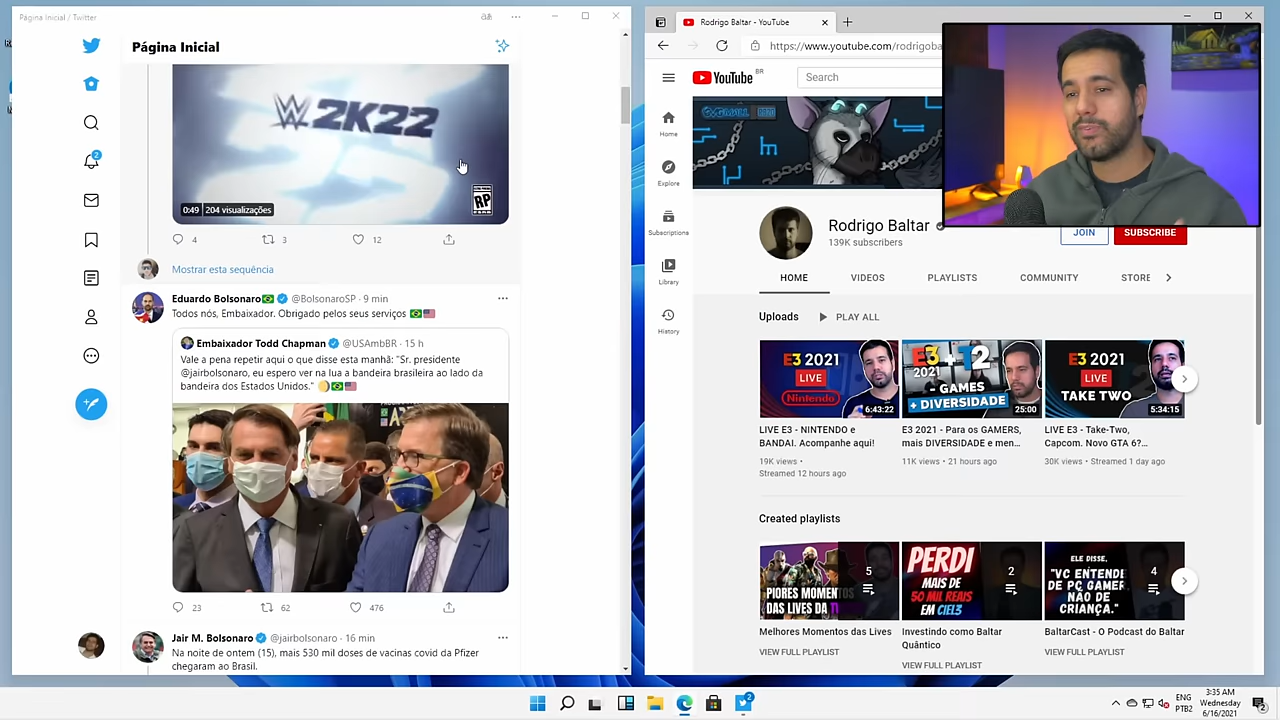 Página Inicial / Twitter
Página Inicial
2
W 2K22
RP
0:49 204 visualizações
4
3
12
Mostrar esta sequência
Eduardo Bolsonaro🇧🇷 @BolsonaroSP · 9 min
Todos nós, Embaixador. Obrigado pelos seus serviços 🇧🇷🇺🇸
Embaixador Todd Chapman @USAmbBR · 15 h
Vale a pena repetir aqui o que disse esta manhã: “Sr. presidente
@jairbolsonaro, eu espero ver na lua a bandeira brasileira ao lado da
bandeira dos Estados Unidos.” 🌖🇧🇷🇺🇸
23
62
476
Jair M. Bolsonaro @jairbolsonaro · 16 min
Na noite de ontem (15), mais 530 mil doses de vacinas covid da Pfizer
chegaram ao Brasil.
Rodrigo Baltar - YouTube
https://www.youtube.com/rodrigoba
YouTube BR
Search
Home
Explore
Subscriptions
Library
History
Rodrigo Baltar
139K subscribers
JOIN
SUBSCRIBE
HOME
VIDEOS
PLAYLISTS
COMMUNITY
STORE
Uploads
PLAY ALL
E3 2021
LIVE
Nintendo
6:43:22
E3 + T2
2021
- GAMES
+ DIVERSIDADE
25:00
E3 2021
LIVE
TAKE TWO
5:34:15
LIVE E3 - NINTENDO e
BANDAI. Acompanhe aqui!
19K views •
Streamed 12 hours ago
E3 2021 - Para os GAMERS,
mais DIVERSIDADE e men...
11K views • 21 hours ago
LIVE E3 - Take-Two,
Capcom. Novo GTA 6?...
30K views • Streamed 1 day ago
Created playlists
PIORES MOMENTOS
DAS LIVES DA
5
PERDI
MAIS DE
50 MIL REAIS
EM CIEL3
2
ELE DISSE,
"VC ENTENDE
DE PC GAMER
NÃO DE
CRIANÇA."
4
Melhores Momentos das Lives
VIEW FULL PLAYLIST
Investindo como Baltar
Quântico
VIEW FULL PLAYLIST
BaltarCast - O Podcast do Baltar
VIEW FULL PLAYLIST
2
ENG
PTB2
3:35 AM
Wednesday
6/16/2021
2